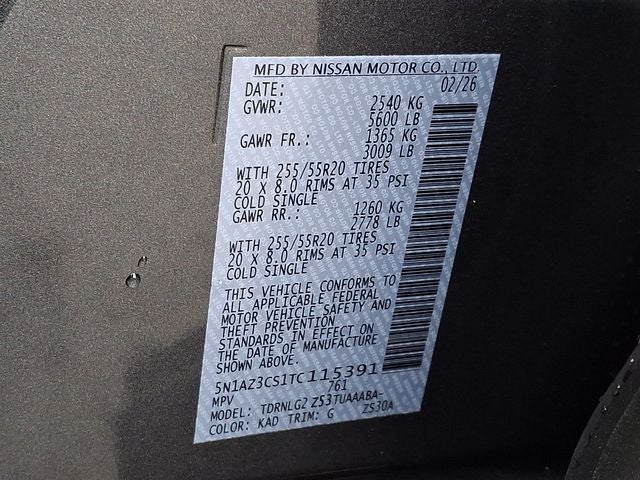 MFD BY NISSAN MOTOR CO., LTD.
DATE: 02/26
GVWR: 2540 KG
5600 LB
GAWR FR.: 1365 KG
3009 LB
WITH 255/55R20 TIRES
20 X 8.0 RIMS AT 35 PSI
COLD SINGLE
GAWR RR.: 1260 KG
2778 LB
WITH 255/55R20 TIRES
20 X 8.0 RIMS AT 35 PSI
COLD SINGLE
THIS VEHICLE CONFORMS TO
ALL APPLICABLE FEDERAL
MOTOR VEHICLE SAFETY AND
THEFT PREVENTION
STANDARDS IN EFFECT ON
THE DATE OF MANUFACTURE
SHOWN ABOVE.
5N1AZ3CS1TC115391
MPV 761
MODEL: TDRNLG2 Z53TUAAABA-
COLOR: KAD TRIM: G ZS30A